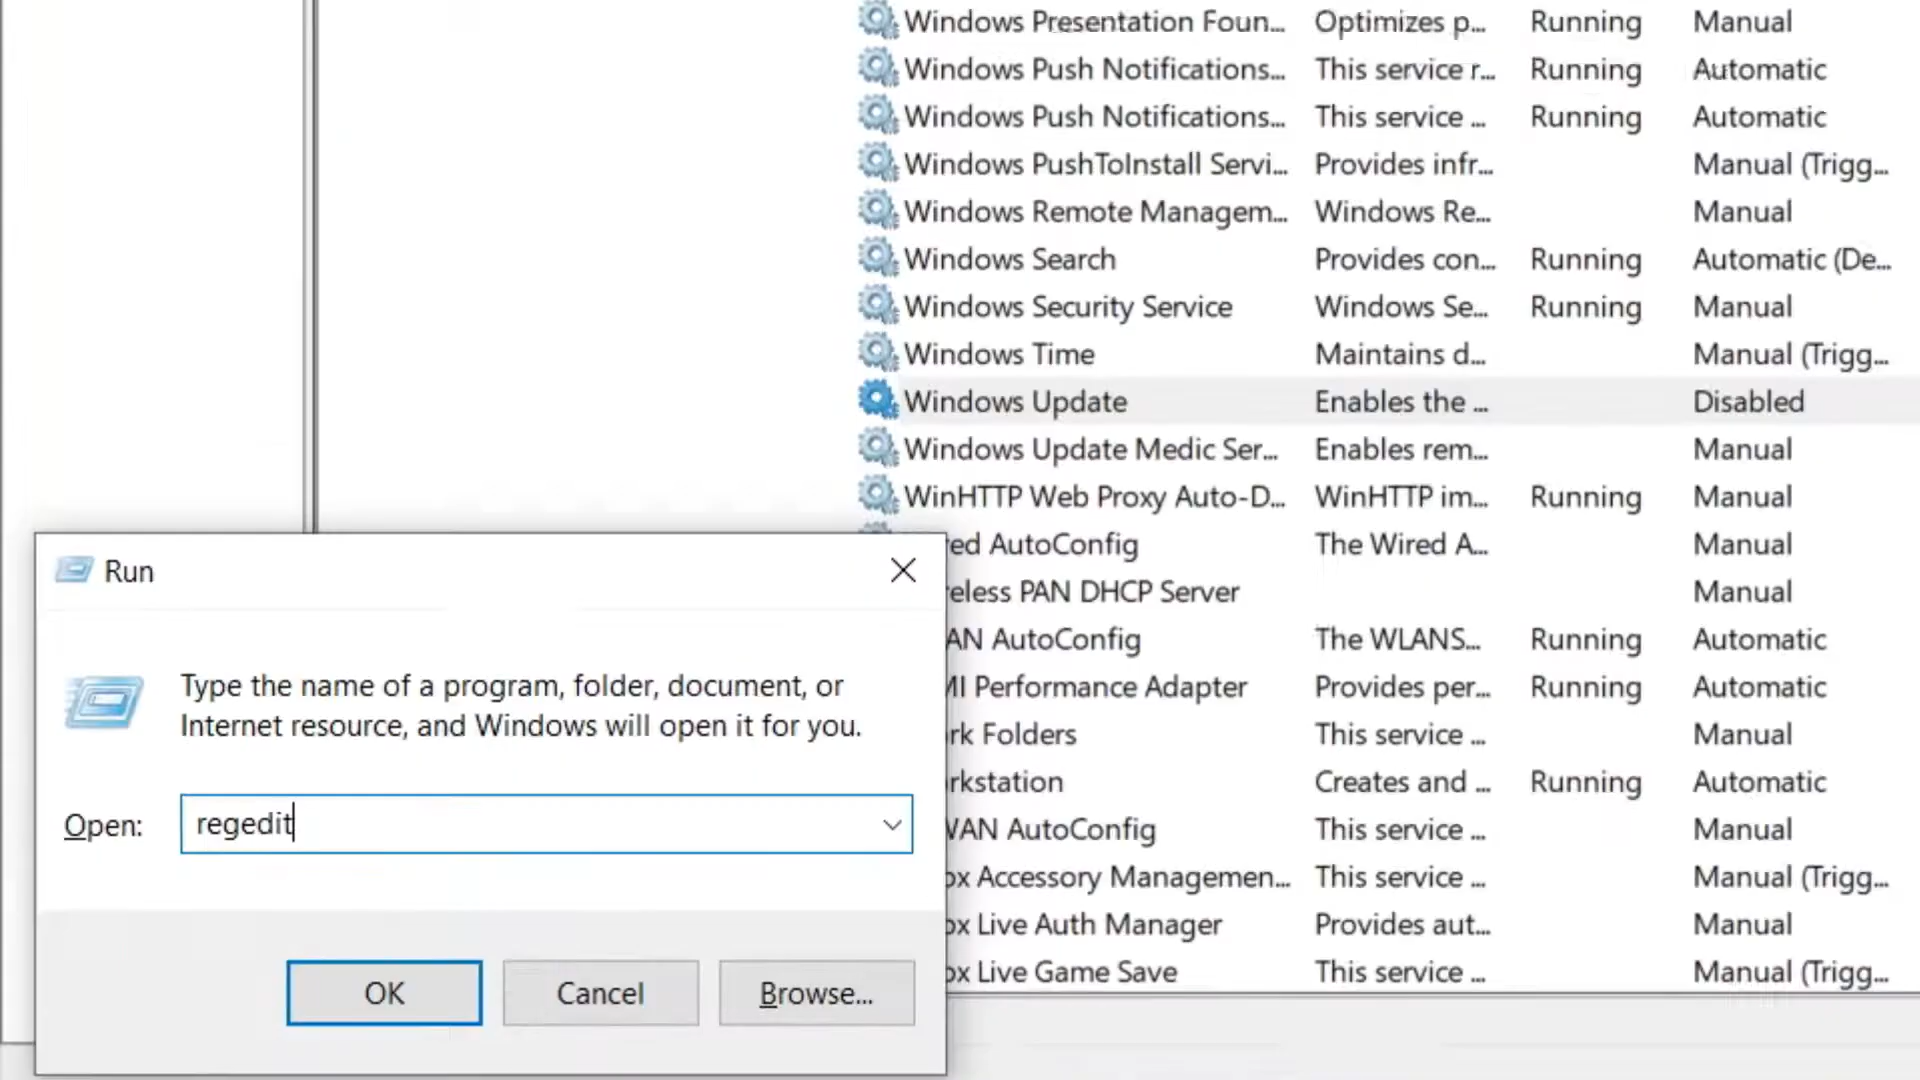 Windows Presentation Foun... Optimizes p... Running Manual
Windows Push Notifications... This service r... Running Automatic
Windows Push Notifications... This service ... Running Automatic
Windows PushToInstall Servi... Provides infr... Manual (Trigg...
Windows Remote Managem... Windows Re... Manual
Windows Search Provides con... Running Automatic (De...
Windows Security Service Windows Se... Running Manual
Windows Time Maintains d... Manual (Trigg...
Windows Update Enables the ... Disabled
Windows Update Medic Ser... Enables rem... Manual
WinHTTP Web Proxy Auto-D... WinHTTP im... Running Manual
red AutoConfig The Wired A... Manual
reless PAN DHCP Server Manual
AN AutoConfig The WLANS... Running Automatic
MI Performance Adapter Provides per... Running Automatic
rk Folders This service ... Manual
rkstation Creates and ... Running Automatic
WAN AutoConfig This service ... Manual
ox Accessory Managemen... This service ... Manual (Trigg...
ox Live Auth Manager Provides aut... Manual
ox Live Game Save This service ... Manual (Trigg...
Run
Type the name of a program, folder, document, or
Internet resource, and Windows will open it for you.
Open: regedit
OK Cancel Browse...